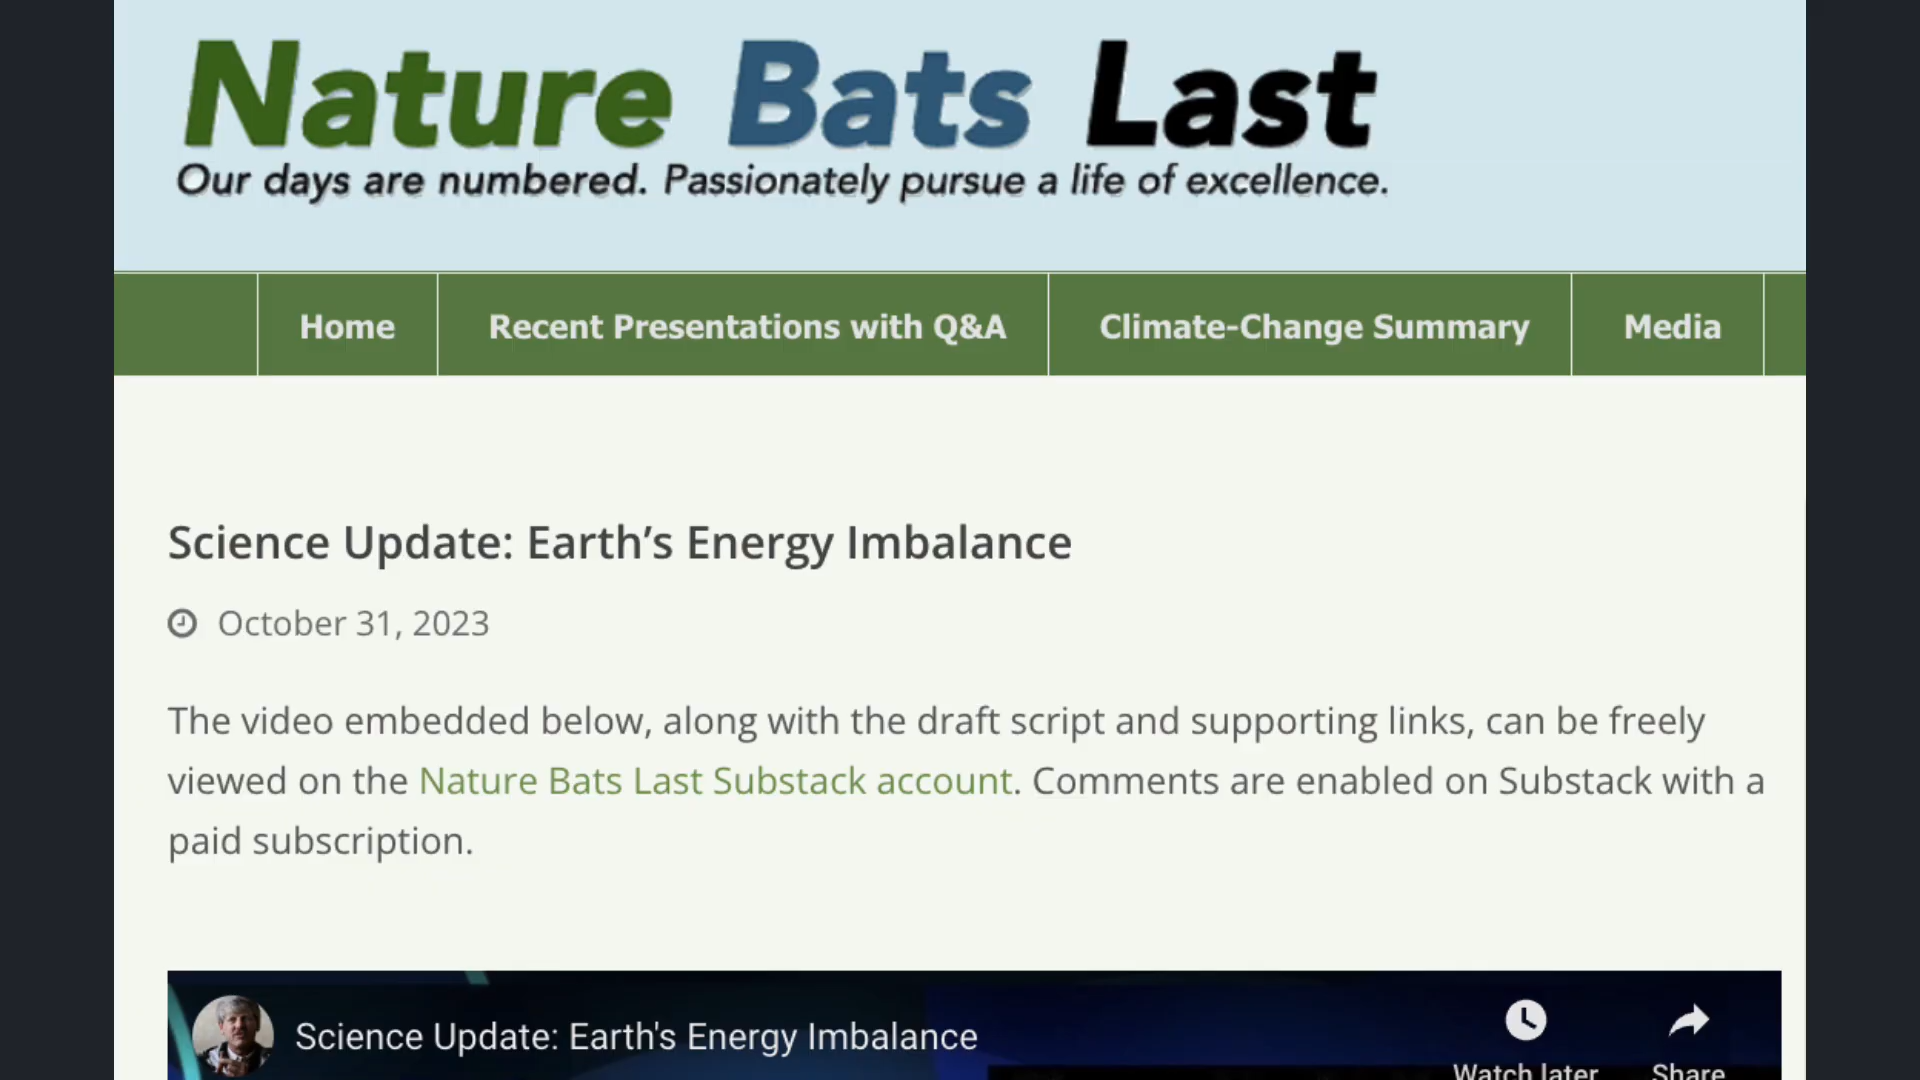 Nature Bats Last
Our days are numbered. Passionately pursue a life of excellence.
Home
Recent Presentations with Q&A
Climate-Change Summary
Media
Science Update: Earth’s Energy Imbalance
October 31, 2023
The video embedded below, along with the draft script and supporting links, can be freely
viewed on the Nature Bats Last Substack account. Comments are enabled on Substack with a
paid subscription.
Science Update: Earth's Energy Imbalance
Watch later
Share